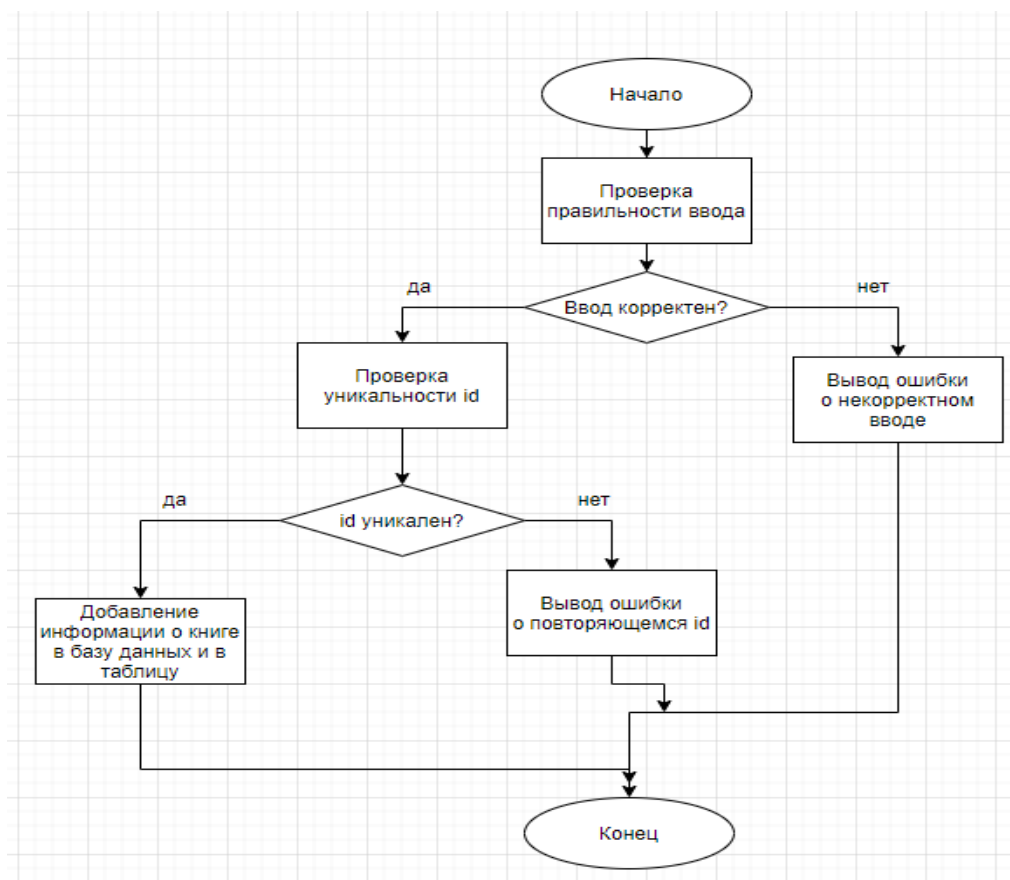 Начало
Проверка
правильности ввода
да
Ввод корректен?
нет
Проверка
уникальности id
Вывод ошибки
о некорректном
вводе
да
id уникален?
нет
Добавление
информации о книге
в базу данных и в
таблицу
Вывод ошибки
о повторяющемся id
Конец